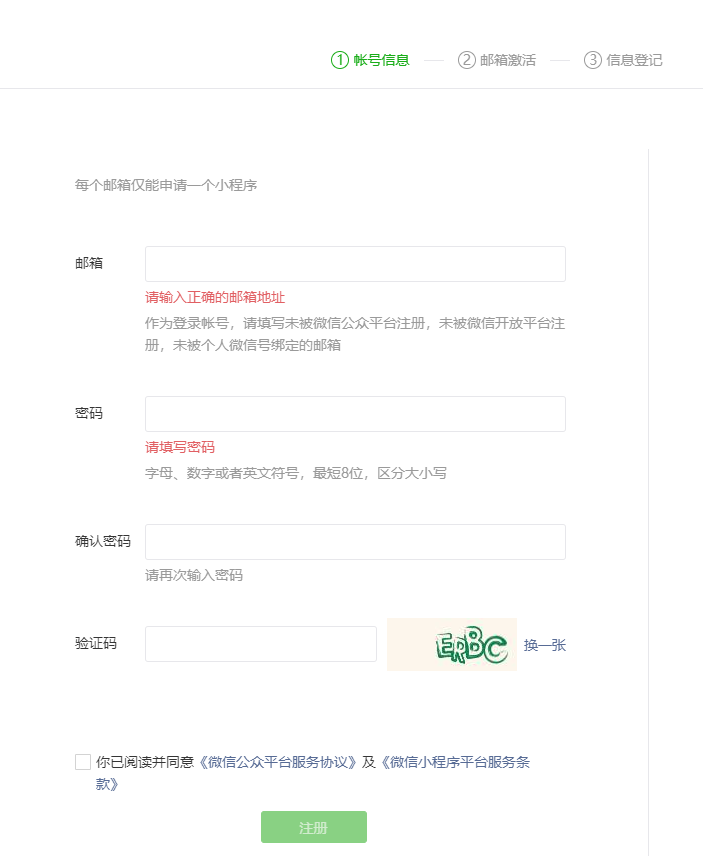 ① 帐号信息 ② 邮箱激活 ③ 信息登记
每个邮箱仅能申请一个小程序
邮箱
请输入正确的邮箱地址
作为登录帐号，请填写未被微信公众平台注册，未被微信开放平台注
册，未被个人微信号绑定的邮箱
密码
请填写密码
字母、数字或者英文符号，最短8位，区分大小写
确认密码
请再次输入密码
验证码 ERBC 换一张
你已阅读并同意《微信公众平台服务协议》及《微信小程序平台服务条
款》
注册